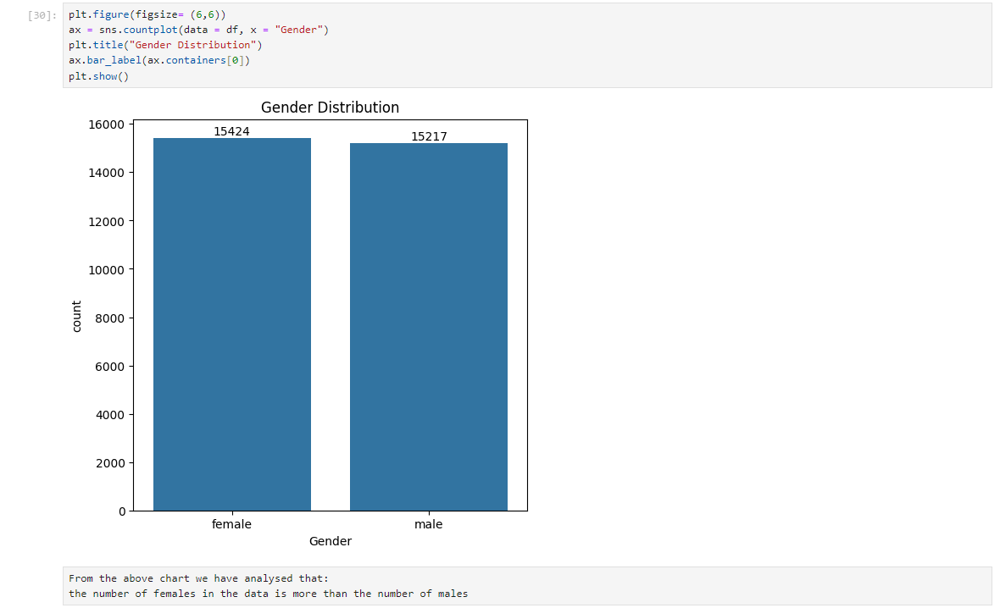 [30]: plt.figure(figsize= (6,6))
ax = sns.countplot(data = df, x = "Gender")
plt.title("Gender Distribution")
ax.bar_label(ax.containers[0])
plt.show()
Gender Distribution
16000
15424
15217
14000
12000
10000
8000
6000
4000
2000
0
count
female male
Gender
From the above chart we have analysed that:
the number of females in the data is more than the number of males